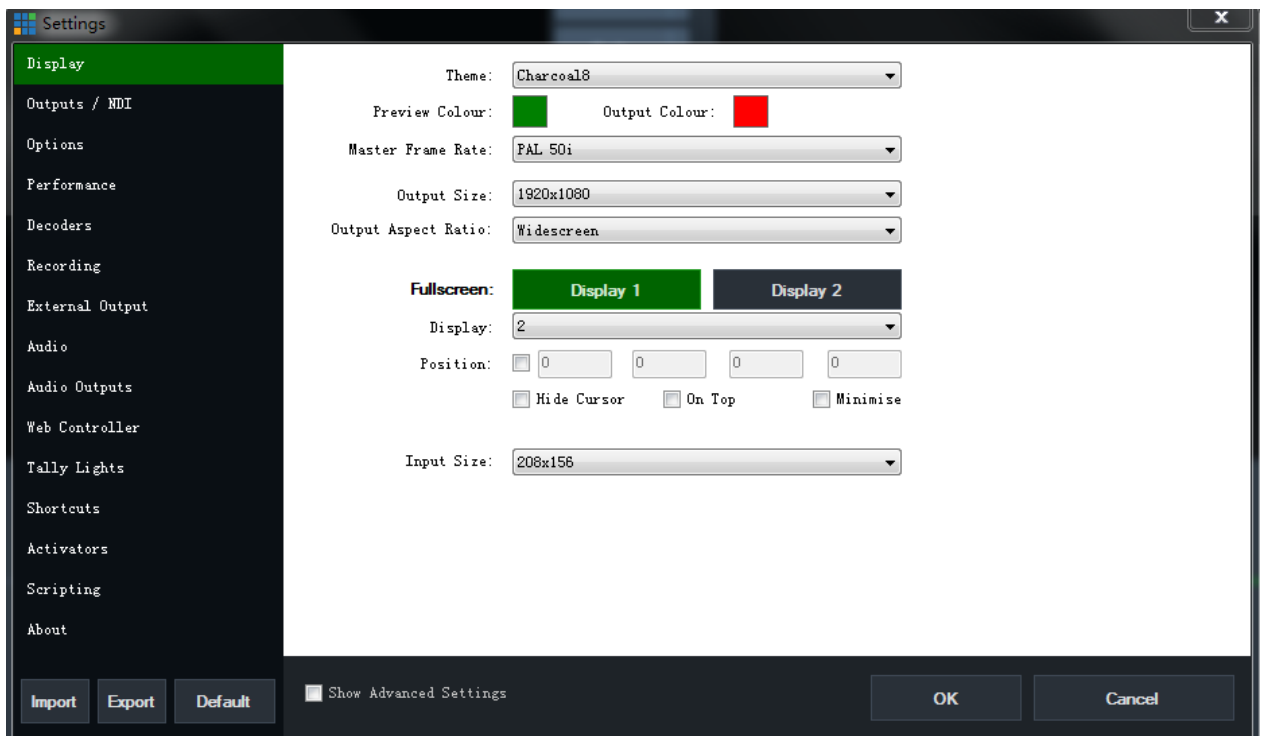 Settings
x
Display
Outputs / NDI
Options
Performance
Decoders
Recording
External Output
Audio
Audio Outputs
Web Controller
Tally Lights
Shortcuts
Activators
Scripting
About
Import Export Default
Theme: Charcoal8
Preview Colour: Output Colour:
Master Frame Rate: PAL 50i
Output Size: 1920x1080
Output Aspect Ratio: Widescreen
Fullscreen: Display 1 Display 2
Display: 2
Position: 0 0 0 0
Hide Cursor On Top Minimise
Input Size: 208x156
Show Advanced Settings OK Cancel